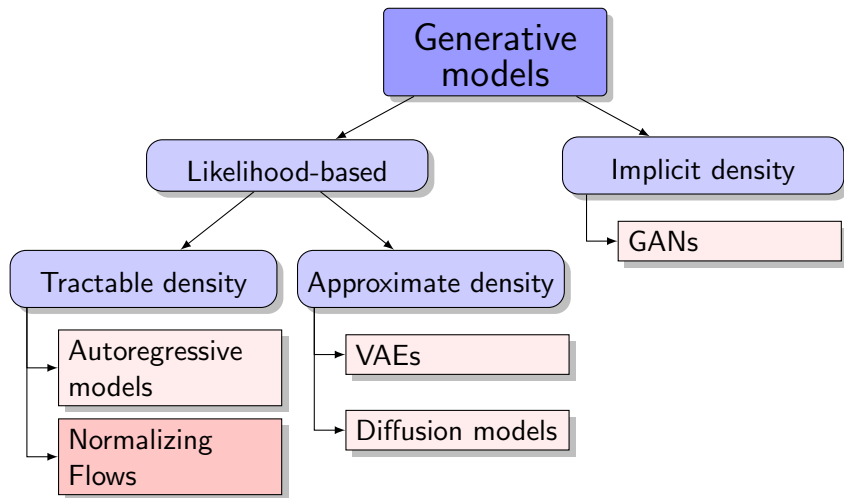 Generative
models
Likelihood-based
Implicit density
GANs
Tractable density
Approximate density
Autoregressive
models
VAEs
Normalizing
Flows
Diffusion models